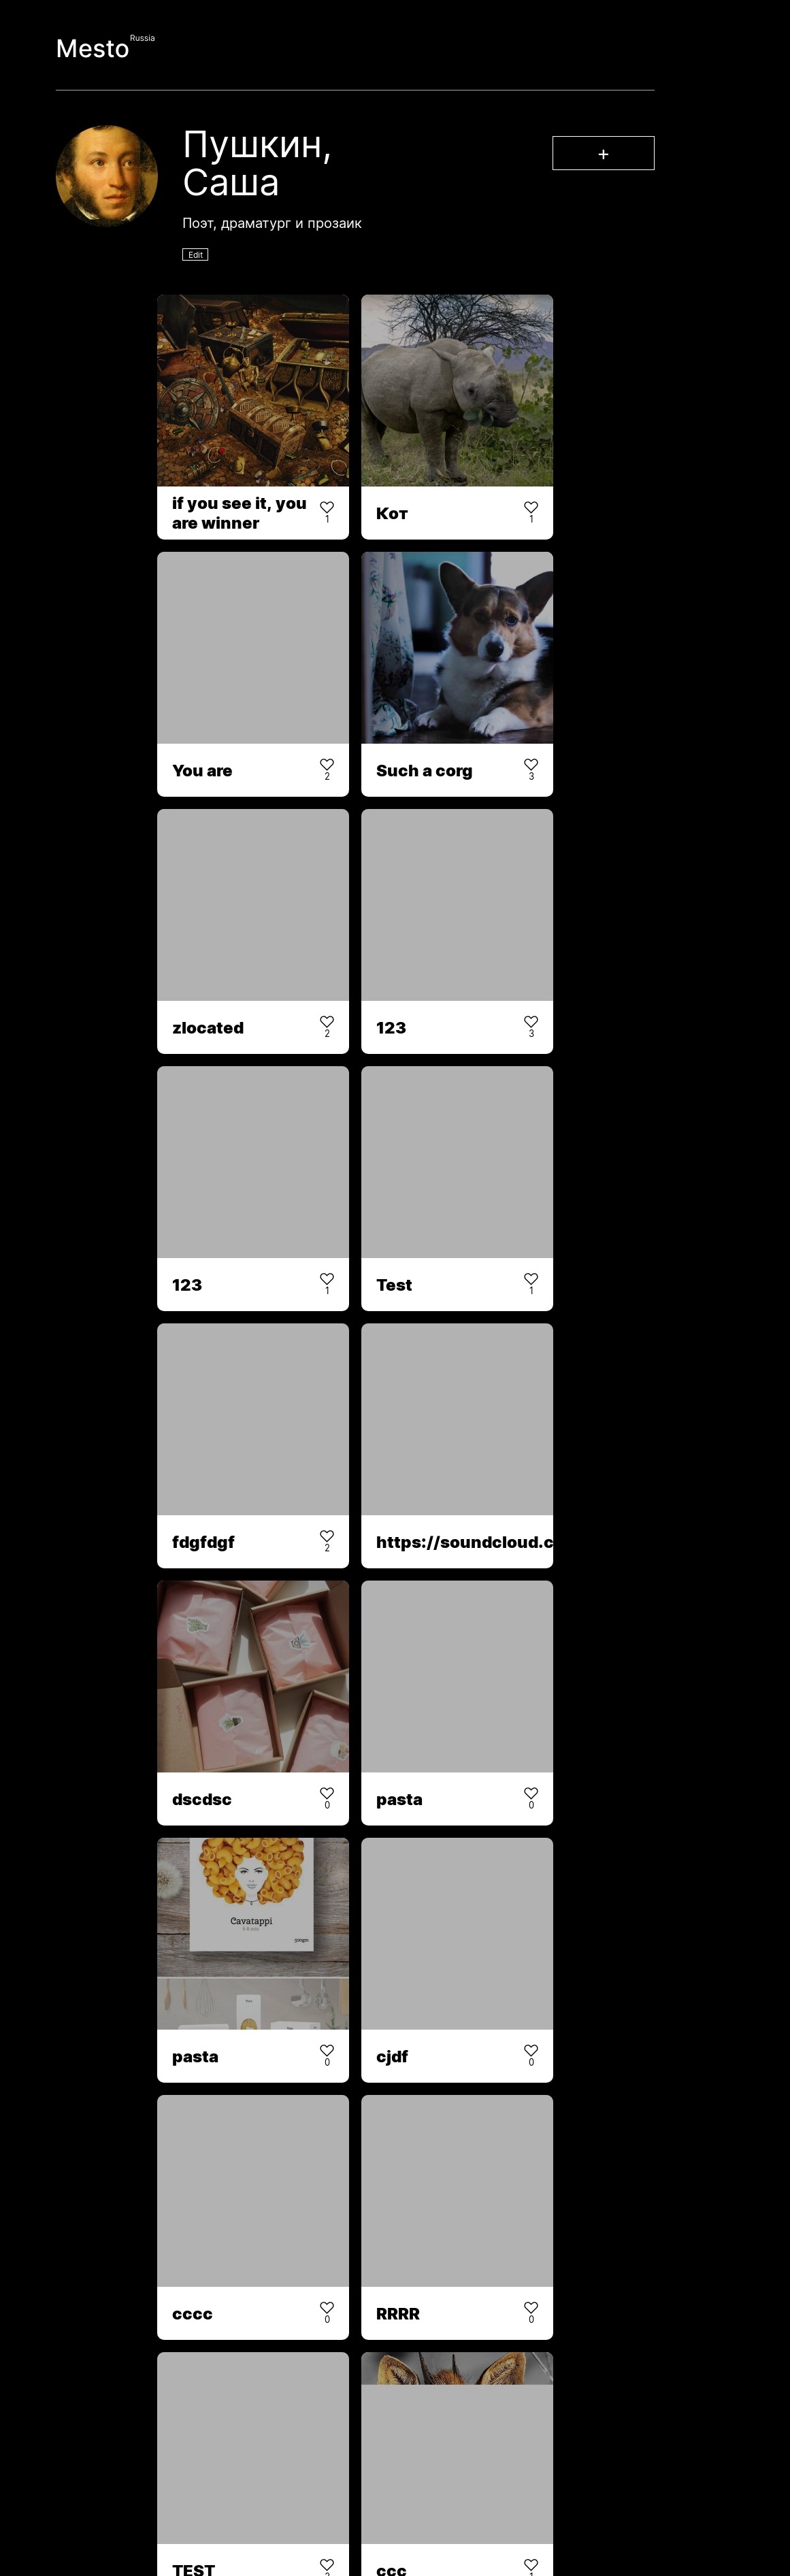 Mesto Russia
Пушкин,
Саша
+
Поэт, драматург и прозаик
Edit
if you see it, you
are winner
1
Кот
1
You are
2
Such a corg
3
zlocated
2
123
3
123
1
Test
1
fdgfdgf
2
https://soundcloud.c
dscdsc
0
pasta
0
Cavatappi
500gm
pasta
0
cjdf
0
cccc
0
RRRR
0
TEST
ccc